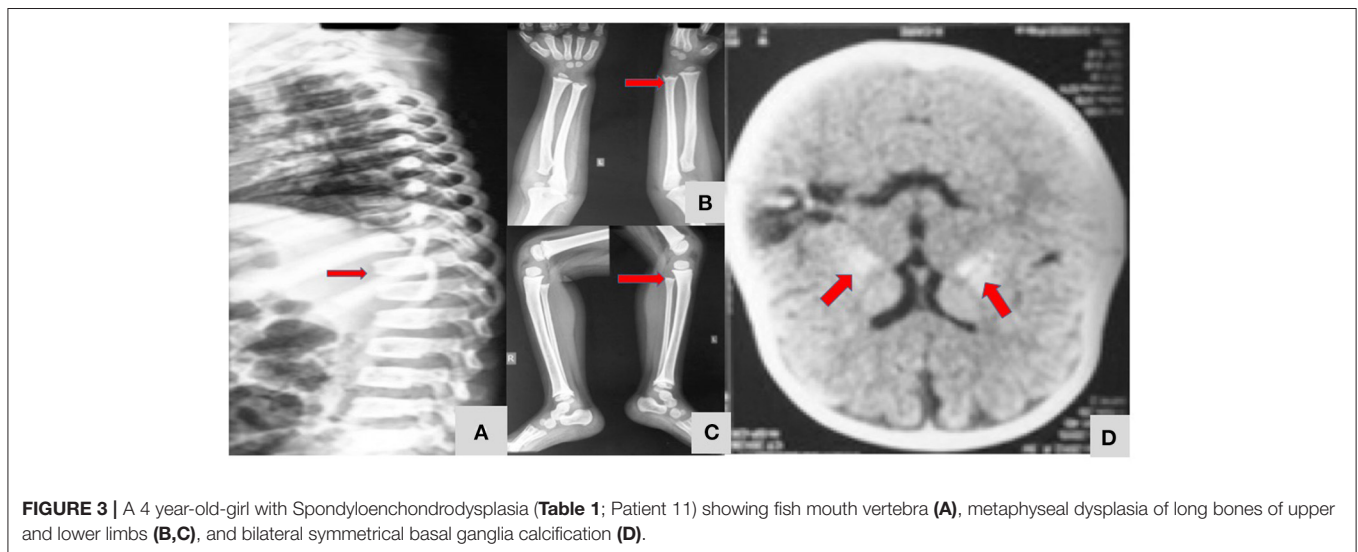 L
B
A
R
L
C
D
FIGURE 3 | A 4 year-old-girl with Spondyloenchondrodysplasia (Table 1; Patient 11) showing fish mouth vertebra (A), metaphyseal dysplasia of long bones of upper
and lower limbs (B,C), and bilateral symmetrical basal ganglia calcification (D).